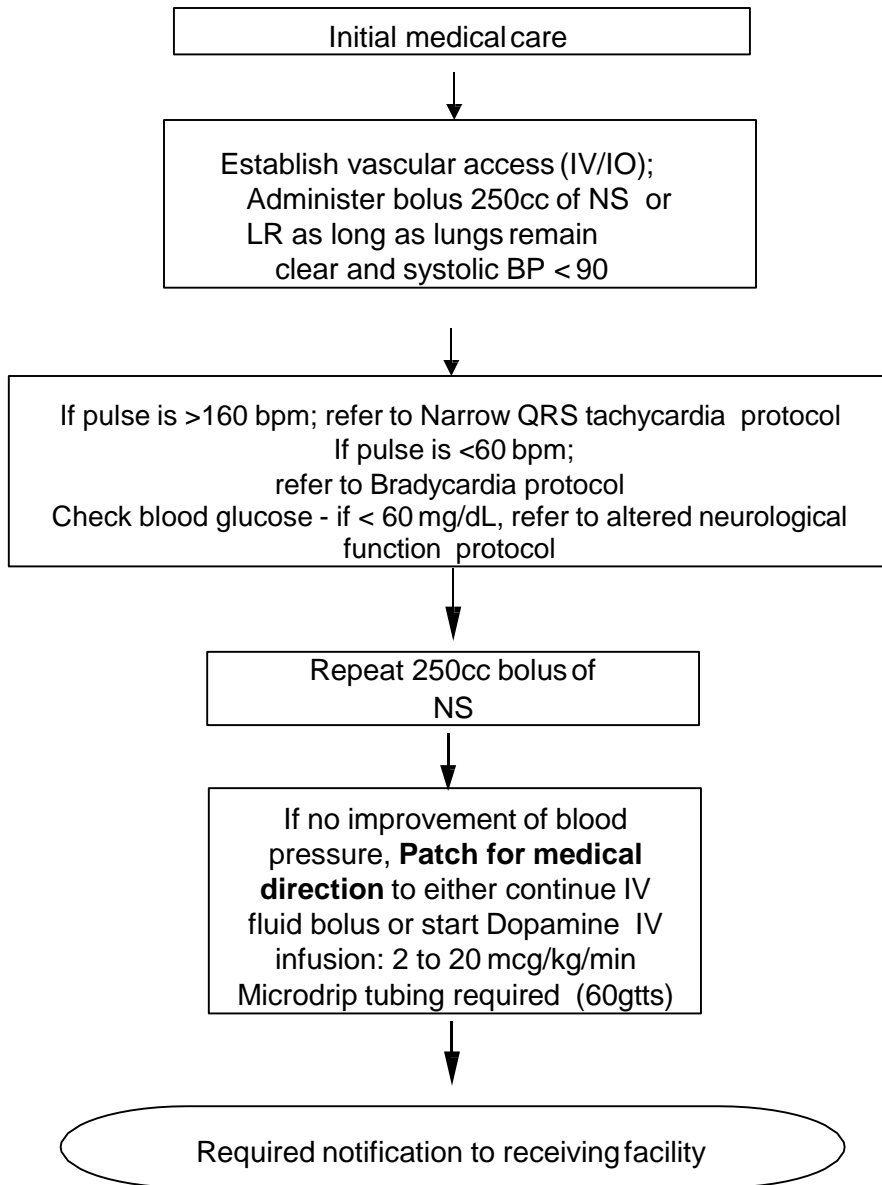 Initial medical care
Establish vascular access (IV/IO);
Administer bolus 250cc of NS or
LR as long as lungs remain
clear and systolic BP < 90
If pulse is >160 bpm; refer to Narrow QRS tachycardia protocol
If pulse is <60 bpm;
refer to Bradycardia protocol
Check blood glucose - if < 60 mg/dL, refer to altered neurological
function protocol
Repeat 250cc bolus of
NS
If no improvement of blood
pressure, Patch for medical
direction to either continue IV
fluid bolus or start Dopamine IV
infusion: 2 to 20 mcg/kg/min
Microdrip tubing required (60gtts)
Required notification to receiving facility